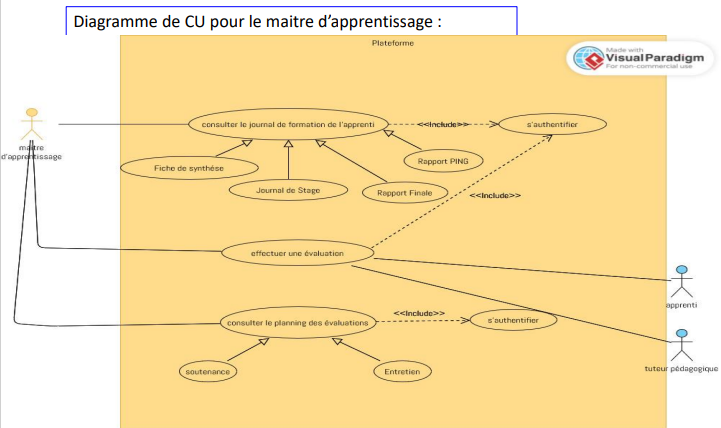 Diagramme de CU pour le maitre d'apprentissage :
Plateforme
Made with
Visual Paradigm
For non-commercial use
consulter le journal de formation de l'apprenti
<<Include>>
s'authentifier
maitre
d'apprentissage
Fiche de synthése
Rapport PING
Journal de Stage
Rapport Finale
<<Include>>
effectuer une évaluation
apprenti
consulter le planning des évaluations
<<Include>>
s'authentifier
tuteur pédagogique
soutenance
Entretien